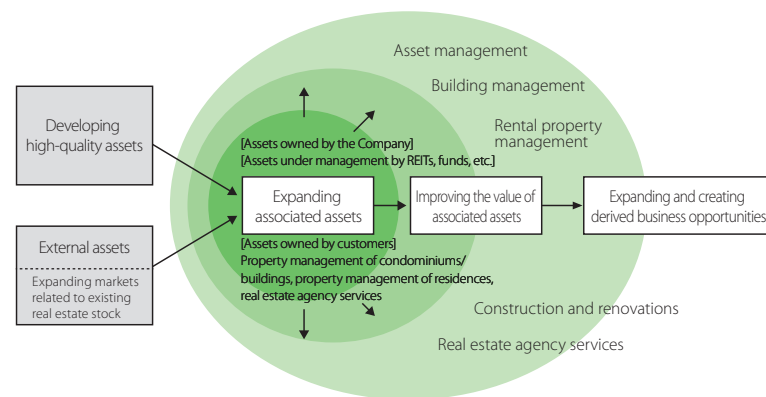 Asset management
Building management
Rental property
management
Developing
high-quality assets
[Assets owned by the Company]
[Assets under management by REITs, funds, etc.]
Expanding
associated assets
Improving the value of
associated assets
Expanding and creating
derived business opportunities
External assets
Expanding markets
related to existing
real estate stock
[Assets owned by customers]
Property management of condominiums/
buildings, property management of residences,
real estate agency services
Construction and renovations
Real estate agency services